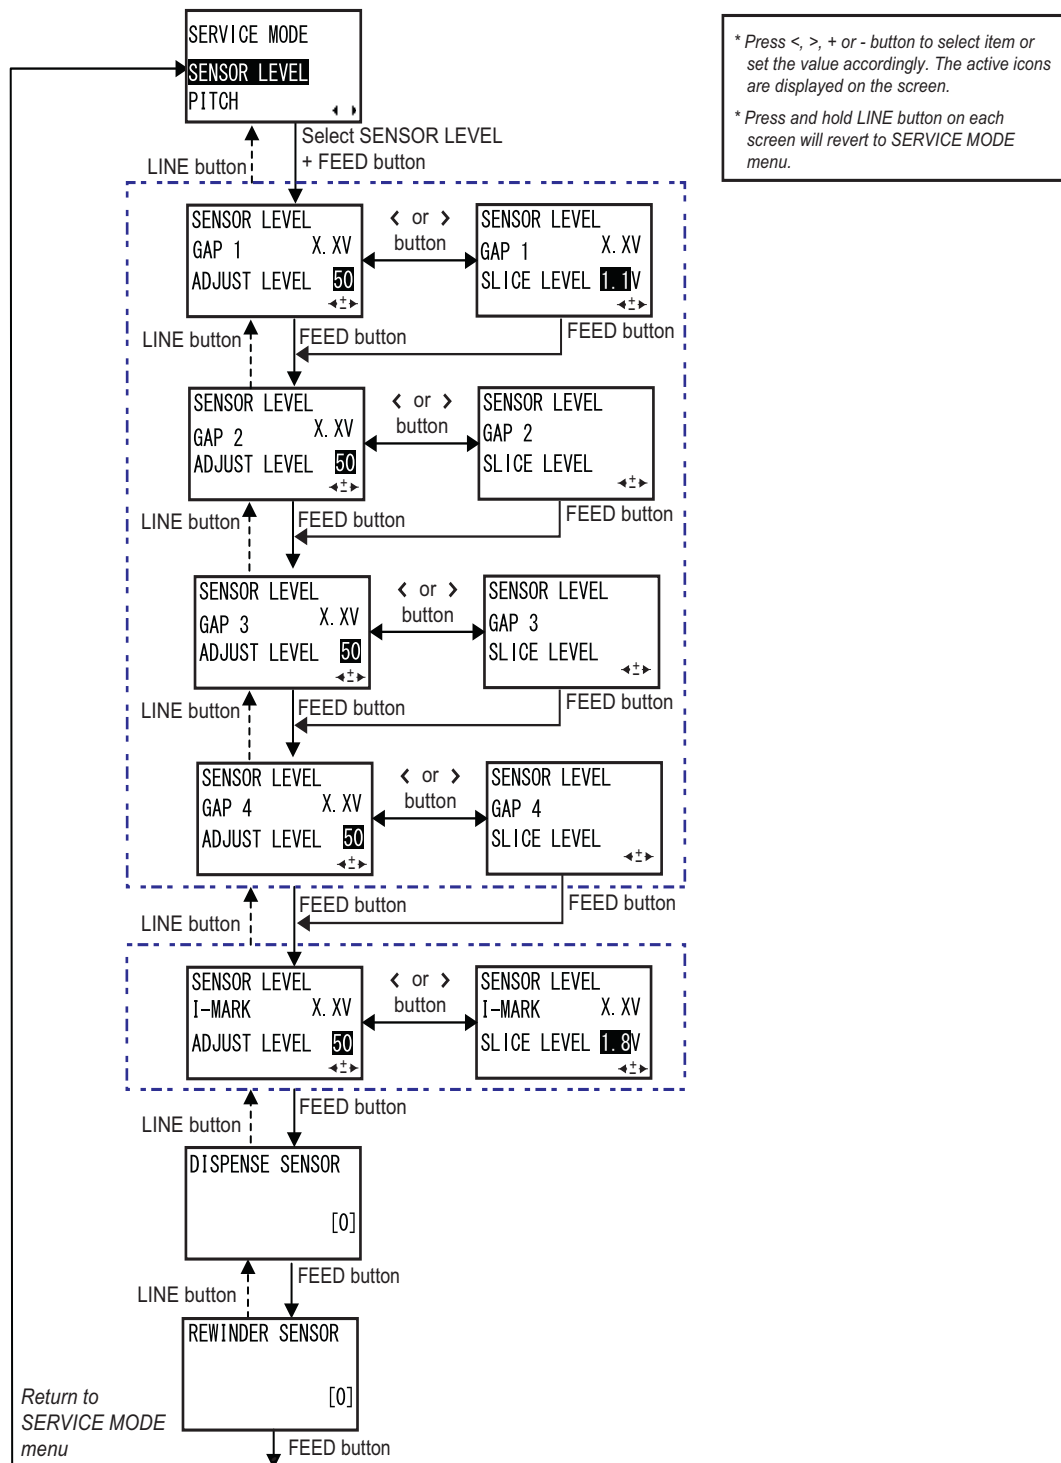 SERVICE MODE
SENSOR LEVEL
PITCH
* Press <, >, + or - button to select item or
set the value accordingly. The active icons
are displayed on the screen.
* Press and hold LINE button on each
screen will revert to SERVICE MODE
menu.
Select SENSOR LEVEL
+ FEED button
LINE button
SENSOR LEVEL
GAP 1 X.XV
ADJUST LEVEL 50
< or >
button
SENSOR LEVEL
GAP 1 X.XV
SLICE LEVEL 1.1V
LINE button
FEED button
FEED button
SENSOR LEVEL
GAP 2 X.XV
ADJUST LEVEL 50
< or >
button
SENSOR LEVEL
GAP 2
SLICE LEVEL
LINE button
FEED button
FEED button
SENSOR LEVEL
GAP 3 X.XV
ADJUST LEVEL 50
< or >
button
SENSOR LEVEL
GAP 3
SLICE LEVEL
LINE button
FEED button
FEED button
SENSOR LEVEL
GAP 4 X.XV
ADJUST LEVEL 50
< or >
button
SENSOR LEVEL
GAP 4
SLICE LEVEL
LINE button
FEED button
FEED button
SENSOR LEVEL
I-MARK X.XV
ADJUST LEVEL 50
< or >
button
SENSOR LEVEL
I-MARK X.XV
SLICE LEVEL 1.8V
LINE button
FEED button
DISPENSE SENSOR
[0]
LINE button
FEED button
REWINDER SENSOR
[0]
Return to
SERVICE MODE
menu
FEED button